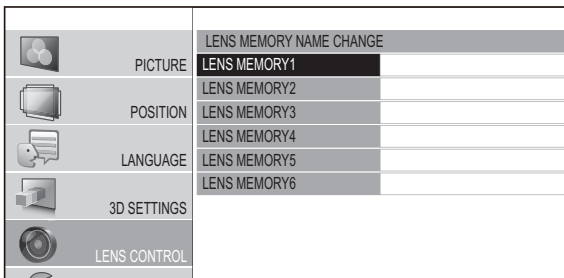 PICTURE
POSITION
LANGUAGE
3D SETTINGS
LENS CONTROL
LENS MEMORY NAME CHANGE
LENS MEMORY1
LENS MEMORY2
LENS MEMORY3
LENS MEMORY4
LENS MEMORY5
LENS MEMORY6